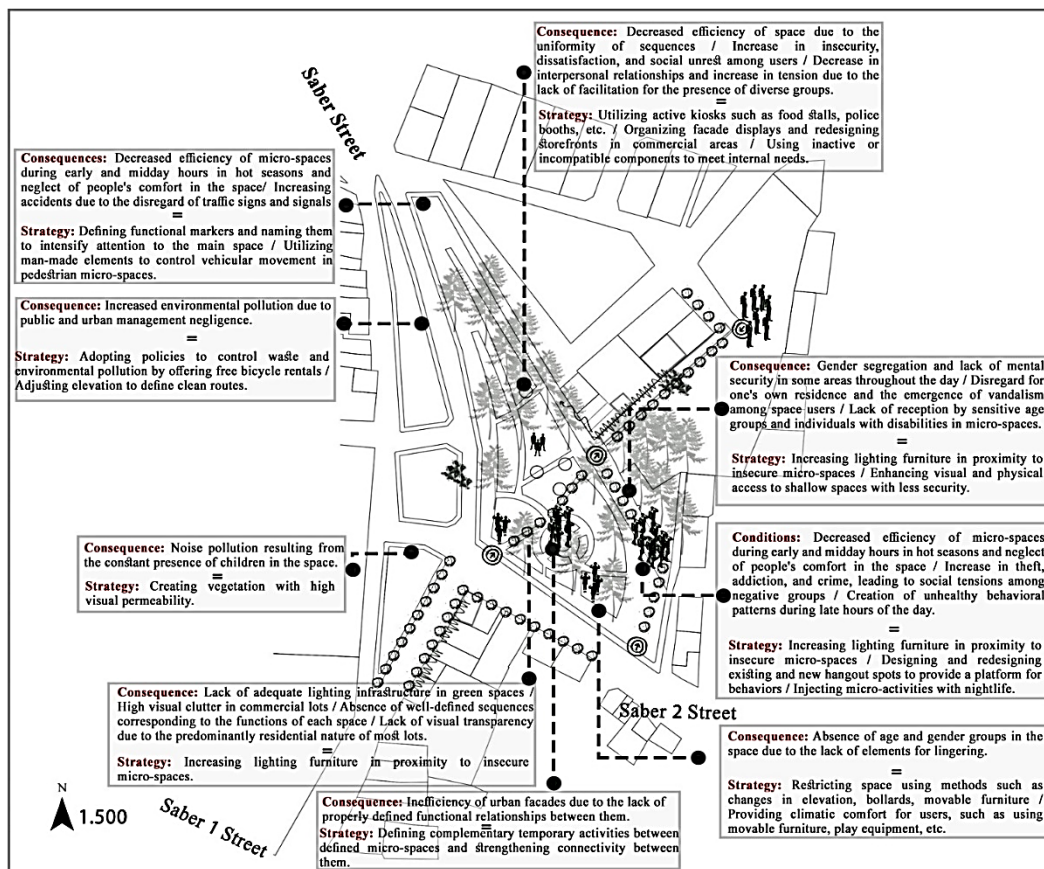 Consequence: Decreased efficiency of space due to the
uniformity of sequences / Increase in insecurity,
dissatisfaction, and social unrest among users / Decrease in
interpersonal relationships and increase in tension due to the
lack of facilitation for the presence of diverse groups.
=
Strategy: Utilizing active kiosks such as food stalls, police
booths, etc. / Organizing facade displays and redesigning
storefronts in commercial areas / Using inactive or
incompatible components to meet internal needs.
Saber Street
Consequences: Decreased efficiency of micro-spaces
during early and midday hours in hot seasons and
neglect of people's comfort in the space/ Increasing
accidents due to the disregard of traffic signs and signals
=
Strategy: Defining functional markers and naming them
to intensify attention to the main space / Utilizing
man-made elements to control vehicular movement in
pedestrian micro-spaces.
Consequence: Increased environmental pollution due to
public and urban management negligence.
=
Strategy: Adopting policies to control waste and
environmental pollution by offering free bicycle rentals /
Adjusting elevation to define clean routes.
Consequence: Gender segregation and lack of mental
security in some areas throughout the day / Disregard for
one's own residence and the emergence of vandalism
among space users / Lack of reception by sensitive age
groups and individuals with disabilities in micro-spaces.
=
Strategy: Increasing lighting furniture in proximity to
insecure micro-spaces / Enhancing visual and physical
access to shallow spaces with less security.
Consequence: Noise pollution resulting from
the constant presence of children in the space.
=
Strategy: Creating vegetation with high
visual permeability.
Conditions: Decreased efficiency of micro-spaces
during early and midday hours in hot seasons and neglect
of people's comfort in the space / Increase in theft,
addiction, and crime, leading to social tensions among
negative groups / Creation of unhealthy behavioral
patterns during late hours of the day.
=
Strategy: Increasing lighting furniture in proximity to
insecure micro-spaces / Designing and redesigning
existing and new hangout spots to provide a platform for
behaviors / Injecting micro-activities with nightlife.
Consequence: Lack of adequate lighting infrastructure in green spaces /
High visual clutter in commercial lots / Absence of well-defined sequences
corresponding to the functions of each space / Lack of visual transparency
due to the predominantly residential nature of most lots.
=
Strategy: Increasing lighting furniture in proximity to insecure
micro-spaces.
Saber 2 Street
Consequence: Absence of age and gender groups in the
space due to the lack of elements for lingering.
=
Strategy: Restricting space using methods such as
changes in elevation, bollards, movable furniture /
Providing climatic comfort for users, such as using
movable furniture, play equipment, etc.
Consequence: Inefficiency of urban facades due to the lack of
properly defined functional relationships between them.
=
Strategy: Defining complementary temporary activities between
defined micro-spaces and strengthening connectivity between
them.
N
1.500
Saber 1 Street